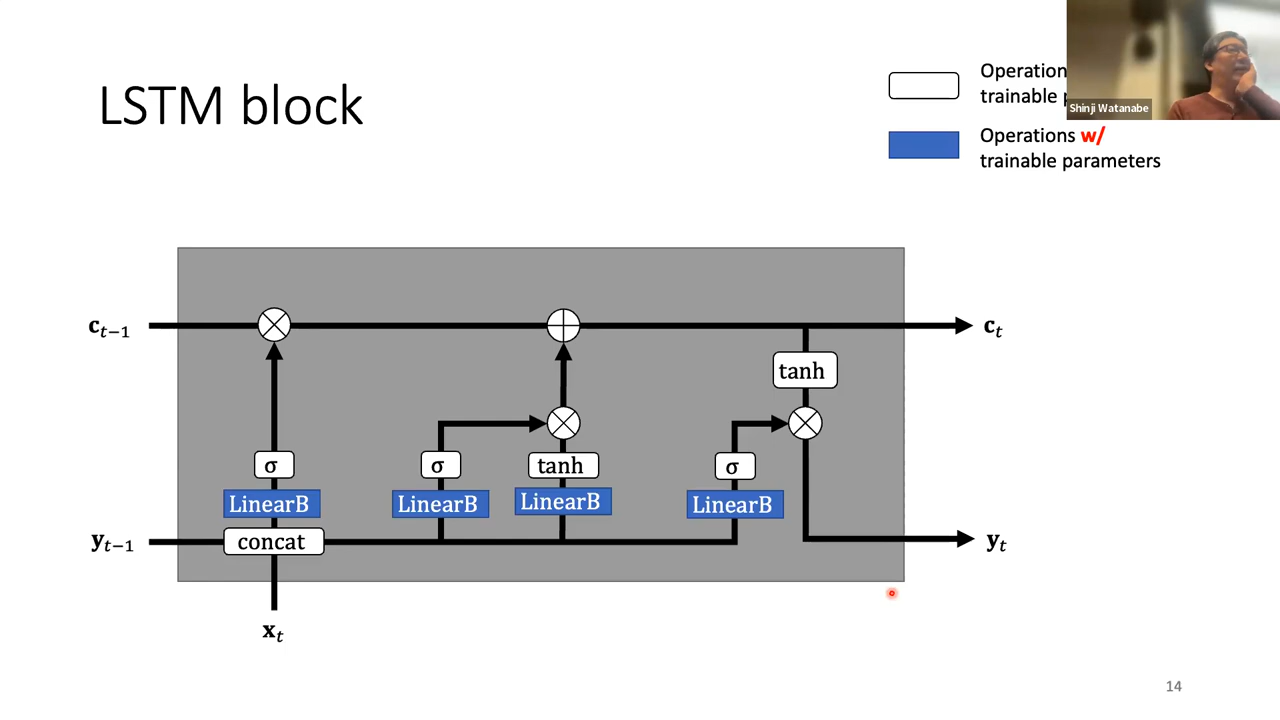 LSTM block
Operation
trainable
Shinji Watanabe
Operations w/
trainable parameters
c_{t−1}
c_t
tanh
σ
σ
tanh
σ
LinearB
LinearB
LinearB
LinearB
y_{t−1}
concat
y_t
x_t
14